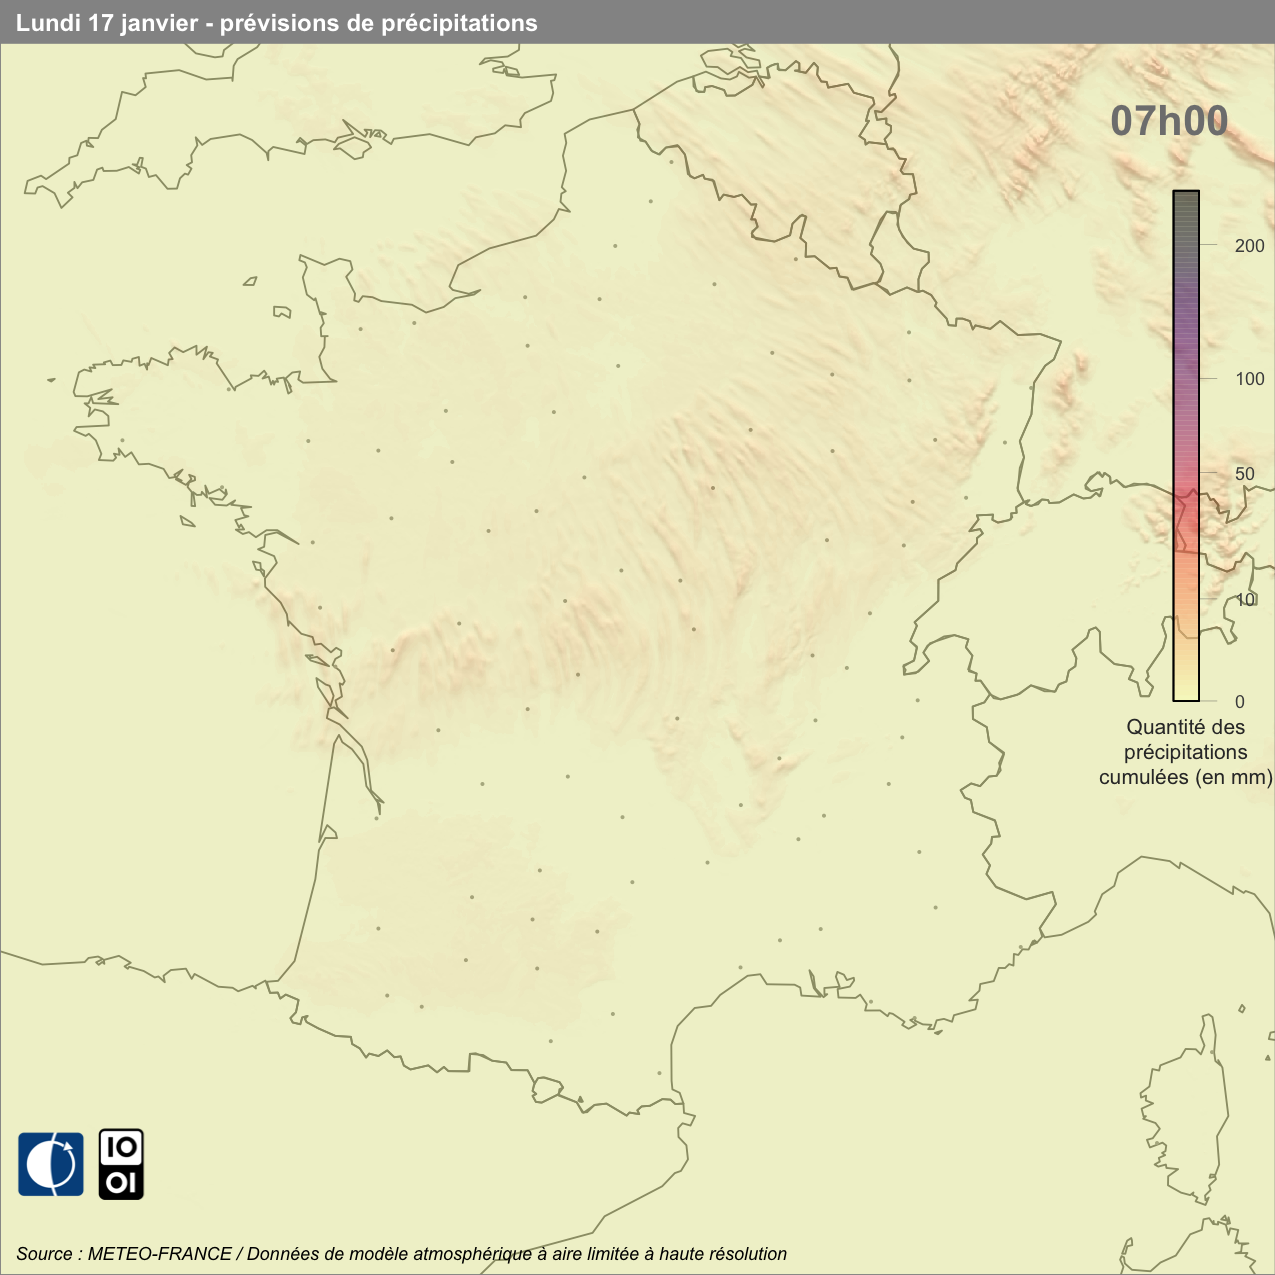 Lundi 17 janvier - prévisions de précipitations
07h00
200
100
50
10
0
Quantité des
précipitations
cumulées (en mm)
IO
OI
Source : METEO-FRANCE / Données de modèle atmosphérique à aire limitée à haute résolution